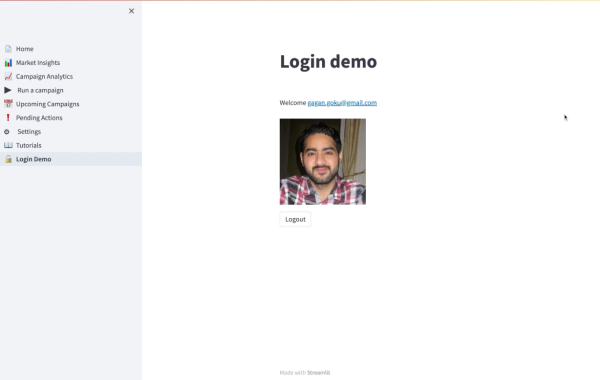 Home
Market Insights
Campaign Analytics
Run a campaign
Upcoming Campaigns
Pending Actions
Settings
Tutorials
Login Demo
Login demo
Welcome gagan.goku@gmail.com
Logout
Made with Streamlit